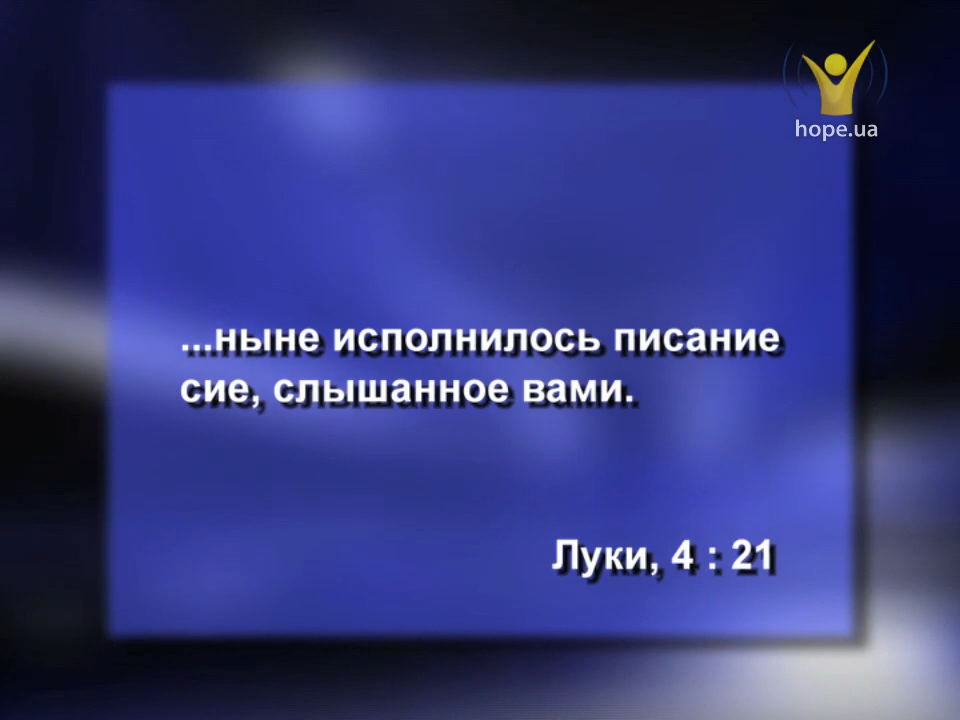 hope.ua
...ныне исполнилось писание
сие, слышанное вами.
Луки, 4 : 21